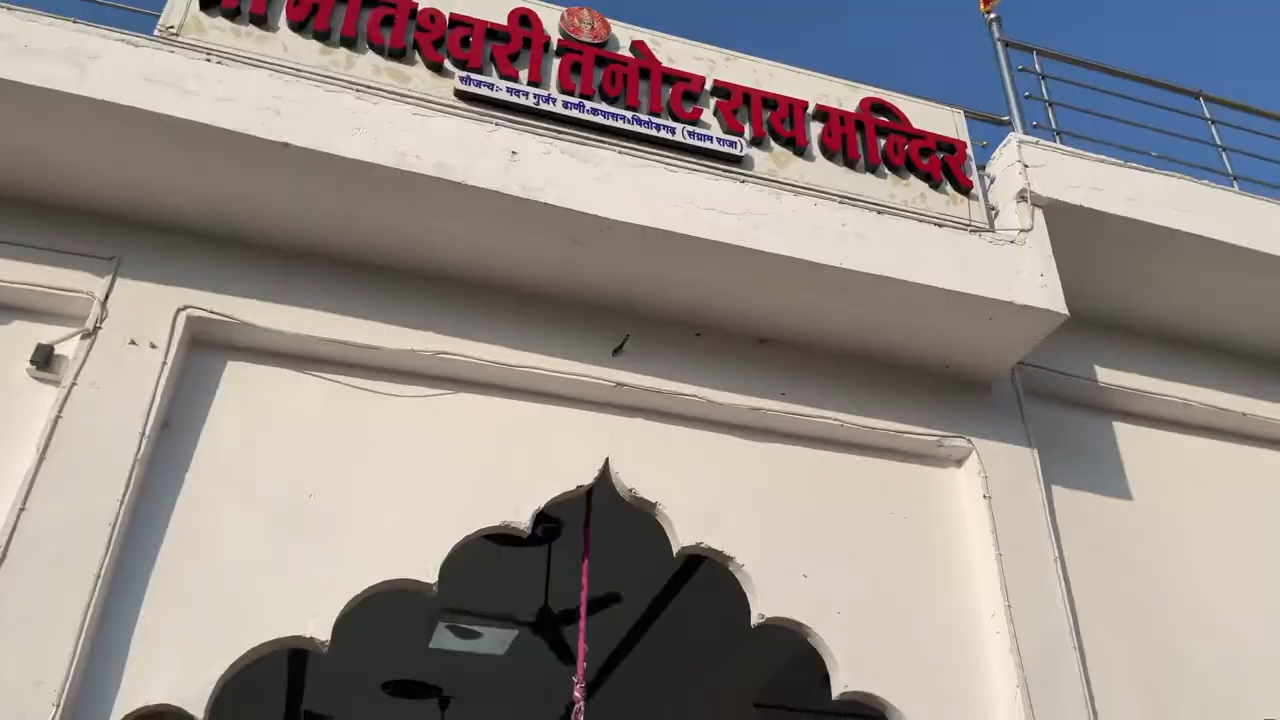 श्री मातेश्वरी तनोट राय मन्दिर
सौजन्य:- मदन गुर्जर ढाणी, कपासन, चितोड़गढ़ (संग्राम राजा)